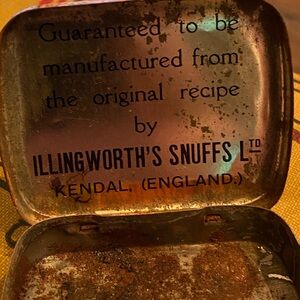 Guaranteed to be
manufactured from
the original recipe
by
ILLINGWORTH'S SNUFFS LTD
KENDAL, (ENGLAND.)